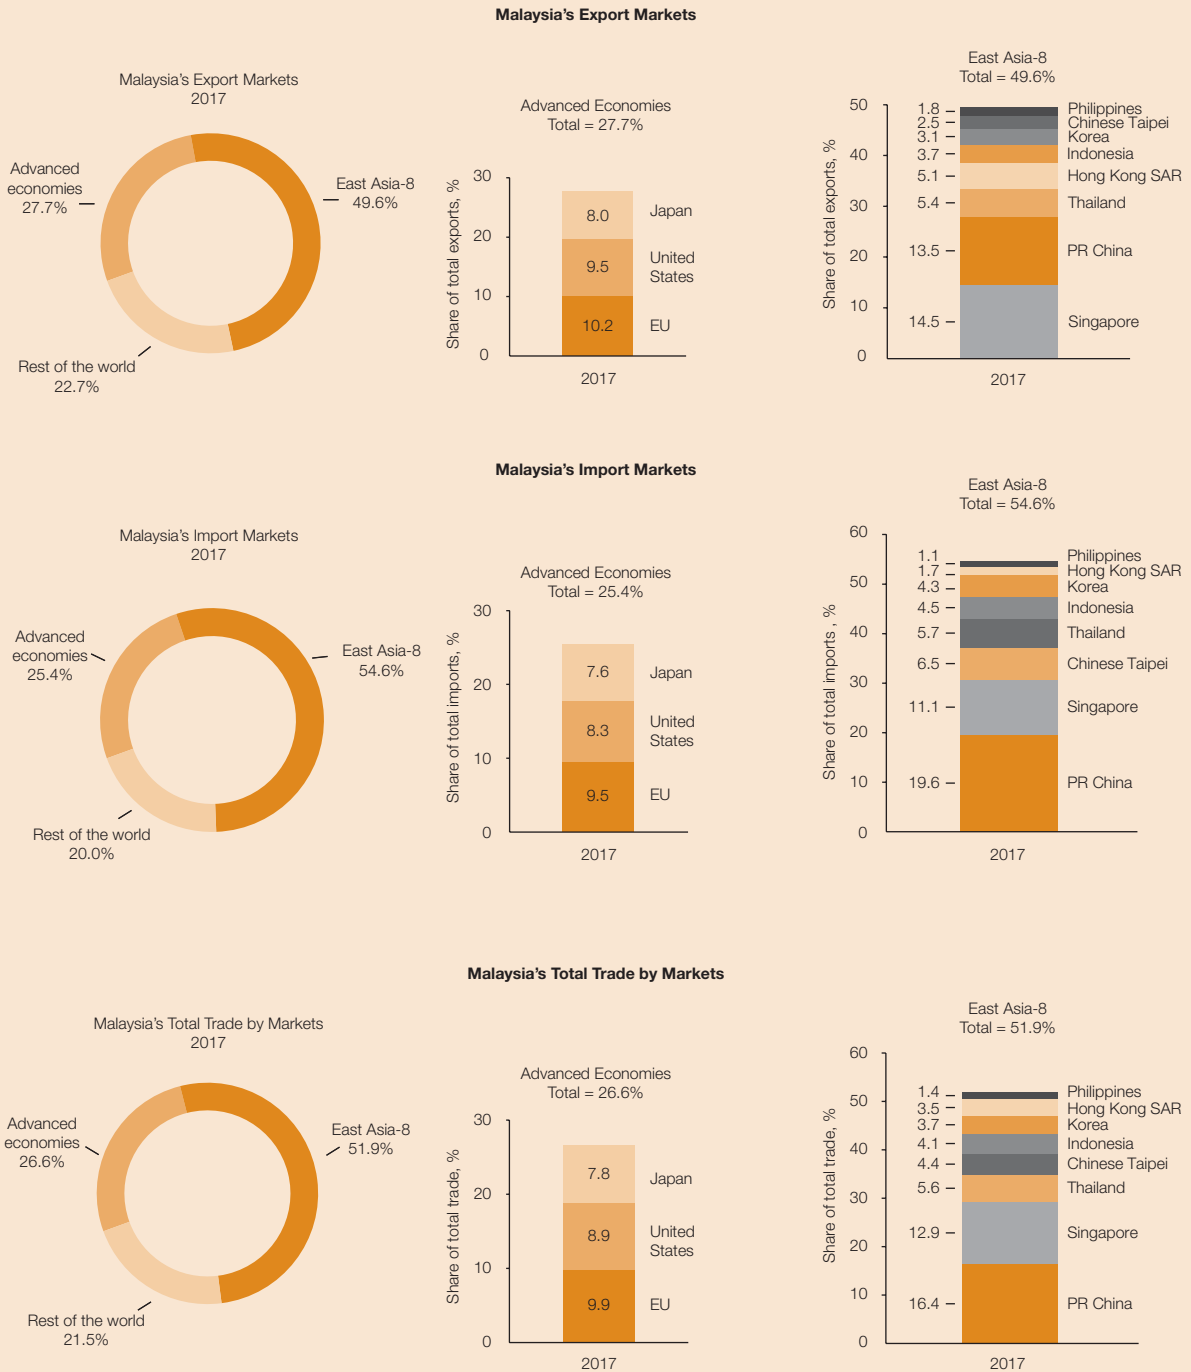 Malaysia's Export Markets
Malaysia's Export Markets
2017
Advanced
economies
27.7%
East Asia-8
49.6%
Rest of the world
22.7%
Advanced Economies
Total = 27.7%
Share of total exports, %
30
20
10
0
8.0
9.5
10.2
Japan
United
States
EU
2017
East Asia-8
Total = 49.6%
Share of total exports, %
50
40
30
20
10
0
1.8 Philippines
2.5 Chinese Taipei
3.1 Korea
3.7 Indonesia
5.1 Hong Kong SAR
5.4 Thailand
13.5 PR China
14.5 Singapore
2017
Malaysia's Import Markets
Malaysia's Import Markets
2017
Advanced
economies
25.4%
East Asia-8
54.6%
Rest of the world
20.0%
Advanced Economies
Total = 25.4%
Share of total imports, %
30
20
10
0
7.6
8.3
9.5
Japan
United
States
EU
2017
East Asia-8
Total = 54.6%
Share of total imports , %
60
50
40
30
20
10
0
1.1 Philippines
1.7 Hong Kong SAR
4.3 Korea
4.5 Indonesia
5.7 Thailand
6.5 Chinese Taipei
11.1 Singapore
19.6 PR China
2017
Malaysia's Total Trade by Markets
Malaysia's Total Trade by Markets
2017
Advanced
economies
26.6%
East Asia-8
51.9%
Rest of the world
21.5%
Advanced Economies
Total = 26.6%
Share of total trade, %
30
20
10
0
7.8
8.9
9.9
Japan
United
States
EU
2017
East Asia-8
Total = 51.9%
Share of total trade, %
60
50
40
30
20
10
0
1.4 Philippines
3.5 Hong Kong SAR
3.7 Korea
4.1 Indonesia
4.4 Chinese Taipei
5.6 Thailand
12.9 Singapore
16.4 PR China
2017